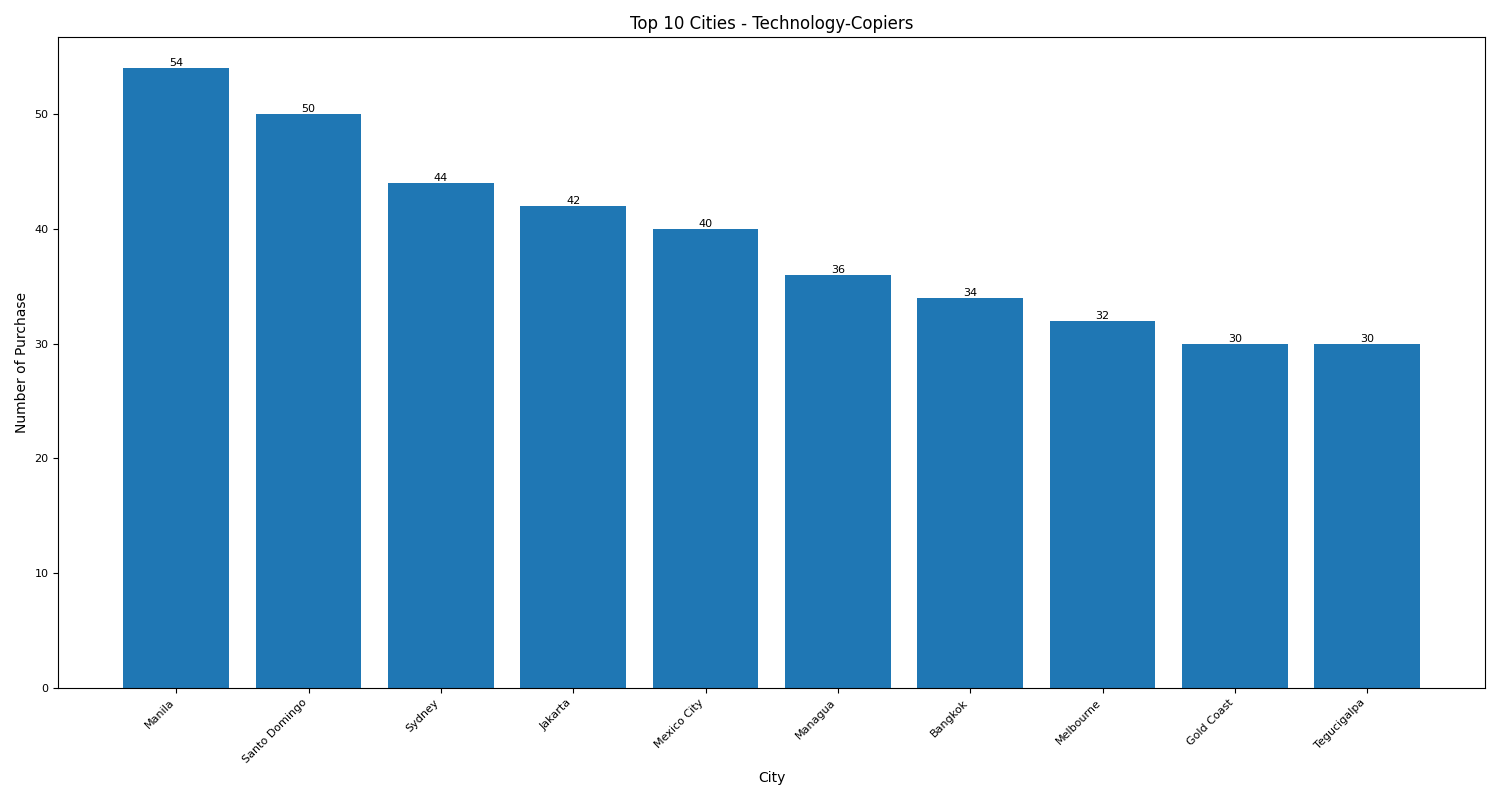 Top 10 Cities - Technology-Copiers
54
50
44
42
40
36
34
32
30
30
Number of Purchase
50
40
30
20
10
0
Manila
Santo Domingo
Sydney
Jakarta
Mexico City
Managua
Bangkok
Melbourne
Gold Coast
Tegucigalpa
City